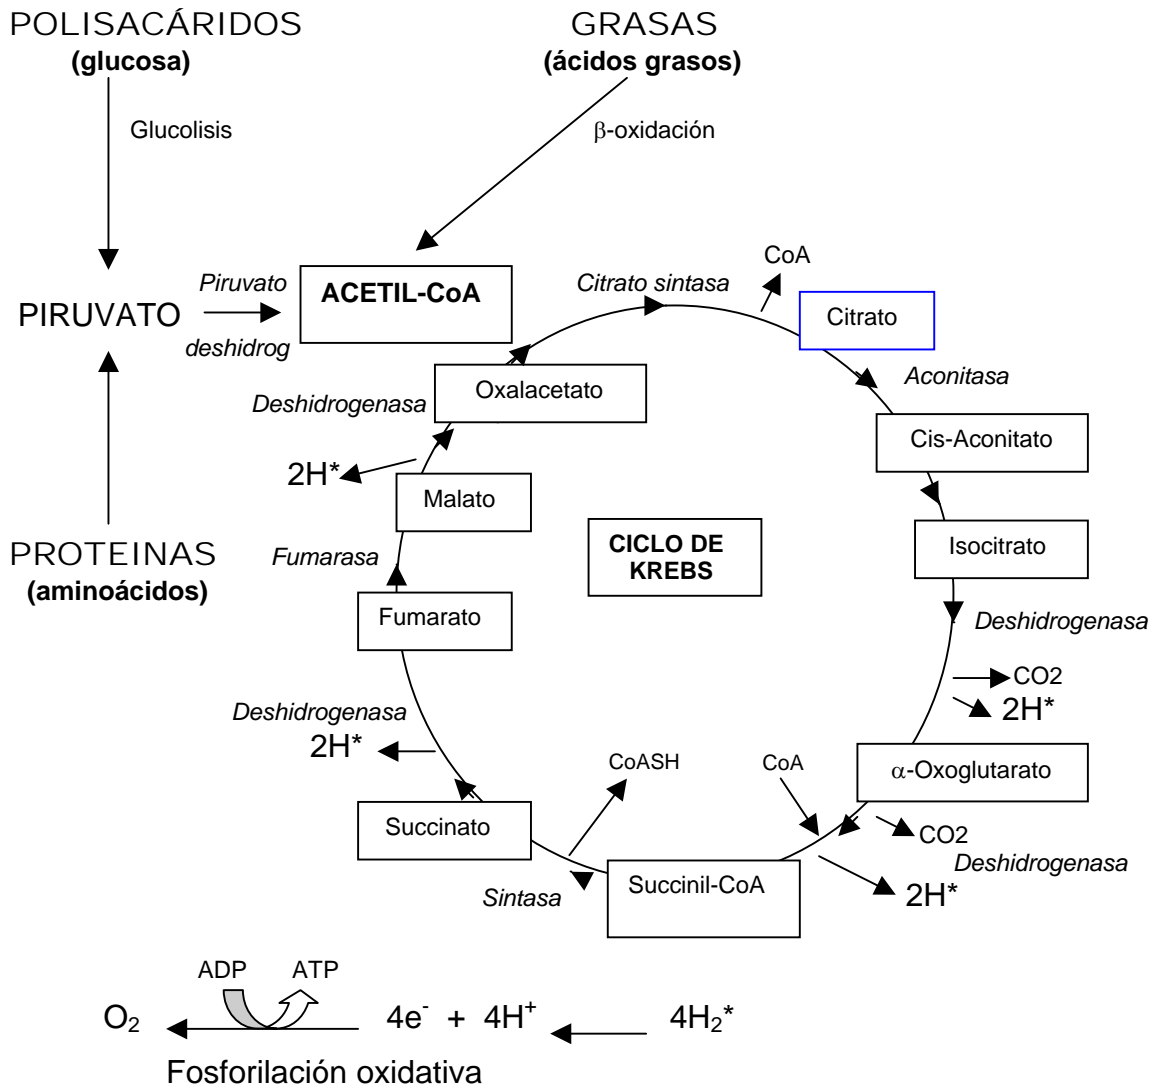 POLISACÁRIDOS
(glucosa)
GRASAS
(ácidos grasos)
Glucolisis
β-oxidación
CoA
Piruvato
deshidrog
ACETIL-CoA
Citrato sintasa
Citrato
PIRUVATO
Aconitasa
Oxalacetato
Deshidrogenasa
Cis-Aconitato
2H*
Malato
CICLO DE
KREBS
Isocitrato
PROTEINAS
(aminoácidos)
Fumarasa
Fumarato
Deshidrogenasa
CO2
2H*
Deshidrogenasa
2H*
CoASH
CoA
α-Oxoglutarato
Succinato
CO2
Deshidrogenasa
2H*
Sintasa
Succinil-CoA
ADP
ATP
O₂
4e⁻ + 4H⁺
4H₂*
Fosforilación oxidativa